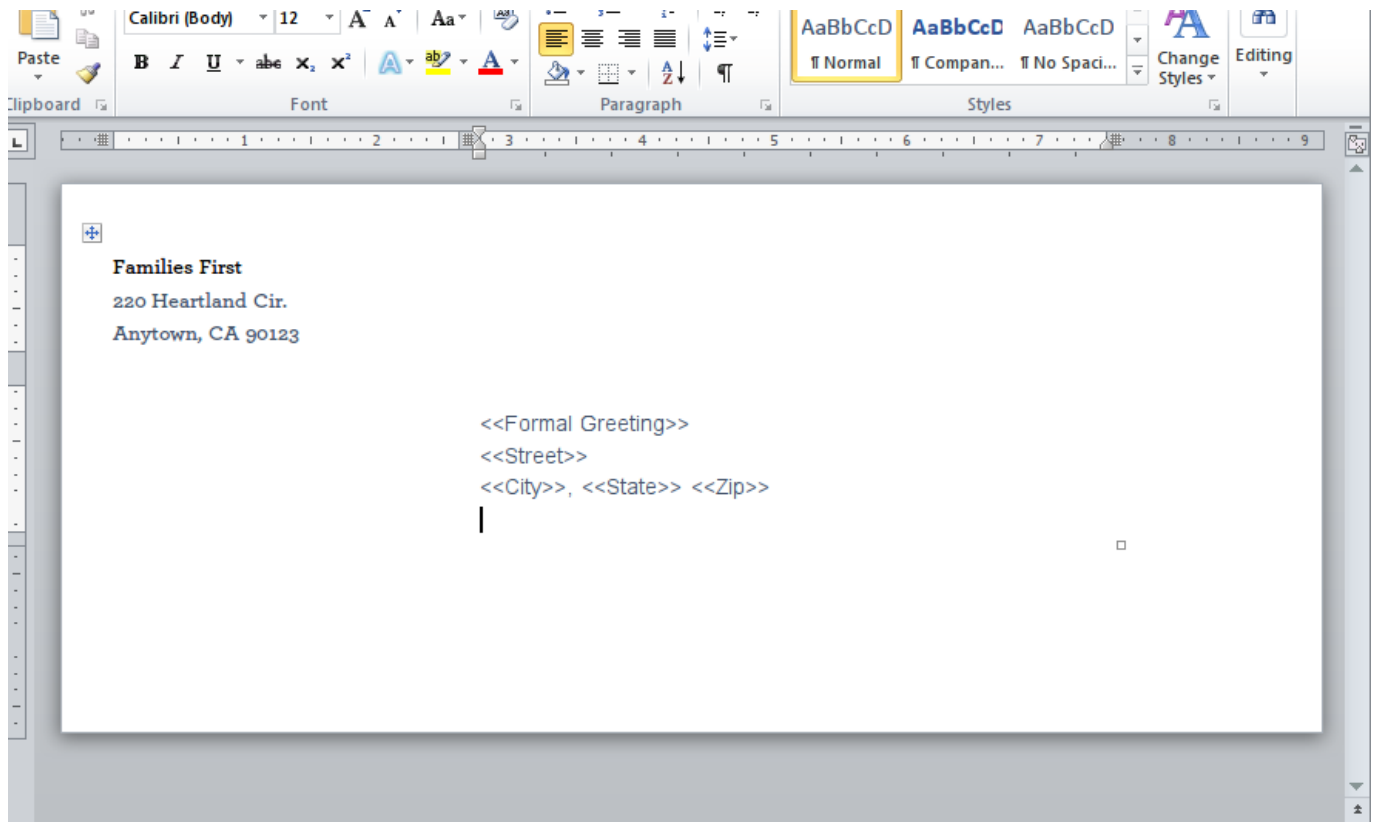 Calibri (Body) 12 A A Aa
AaBbCcD AaBbCcD AaBbCcD
Paste B I U abc x₂ x² A ab A A Z ¶ ¶ Normal ¶ Compan... ¶ No Spaci... Change Styles Editing
Clipboard Font Paragraph Styles
L 1 2 3 4 5 6 7 8 9
Families First
220 Heartland Cir.
Anytown, CA 90123
<<Formal Greeting>>
<<Street>>
<<City>>, <<State>> <<Zip>>